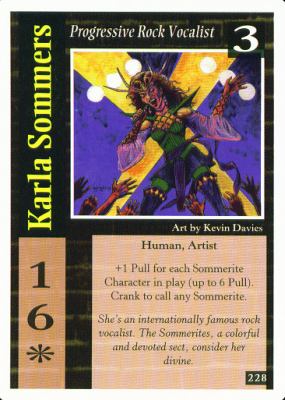 Karla Sommers
Progressive Rock Vocalist
3
Art by Kevin Davies
1
6
*
Human, Artist
+1 Pull for each Sommerite
Character in play (up to 6 Pull).
Crank to call any Sommerite.
She's an internationally famous rock
vocalist. The Sommerites, a colorful
and devoted sect, consider her
divine.
228